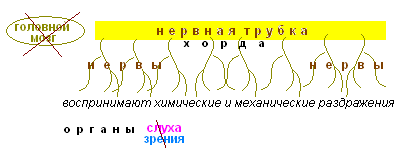 головной мозг
нервная трубка
хорда
нервы нервы
воспринимают химические и механические раздражения
органы слуха
зрения